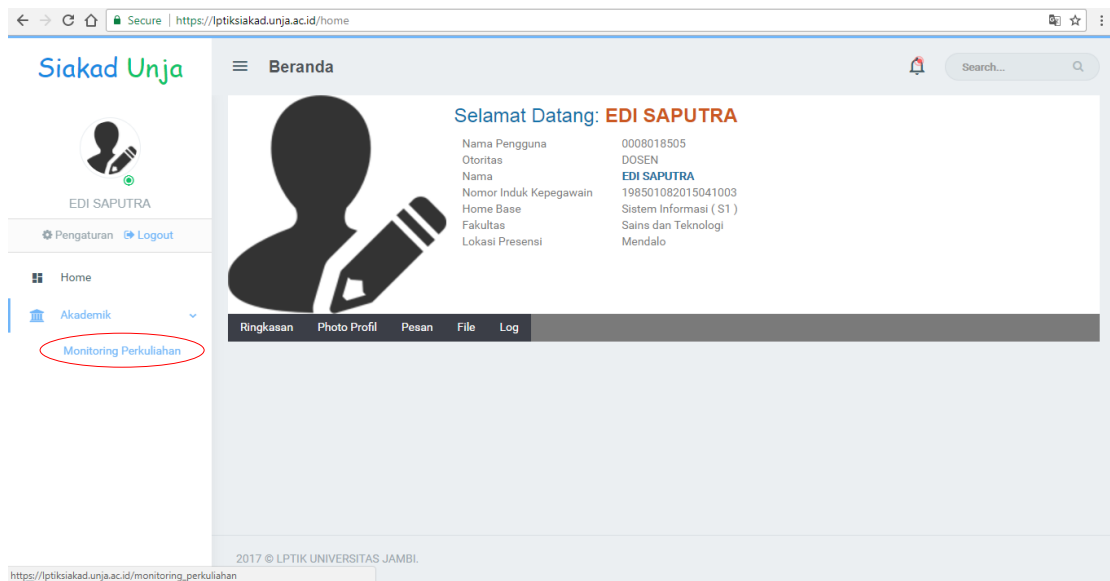 Secure | https://lptiksiakad.unja.ac.id/home
Siakad Unja
Beranda
Search...
EDI SAPUTRA
Pengaturan Logout
Home
Akademik
Monitoring Perkuliahan
Selamat Datang: EDI SAPUTRA
Nama Pengguna 0008018505
Otoritas DOSEN
Nama EDI SAPUTRA
Nomor Induk Kepegawain 198501082015041003
Home Base Sistem Informasi ( S1 )
Fakultas Sains dan Teknologi
Lokasi Presensi Mendalo
Ringkasan Photo Profil Pesan File Log
2017 © LPTIK UNIVERSITAS JAMBI.
https://lptiksiakad.unja.ac.id/monitoring_perkuliahan